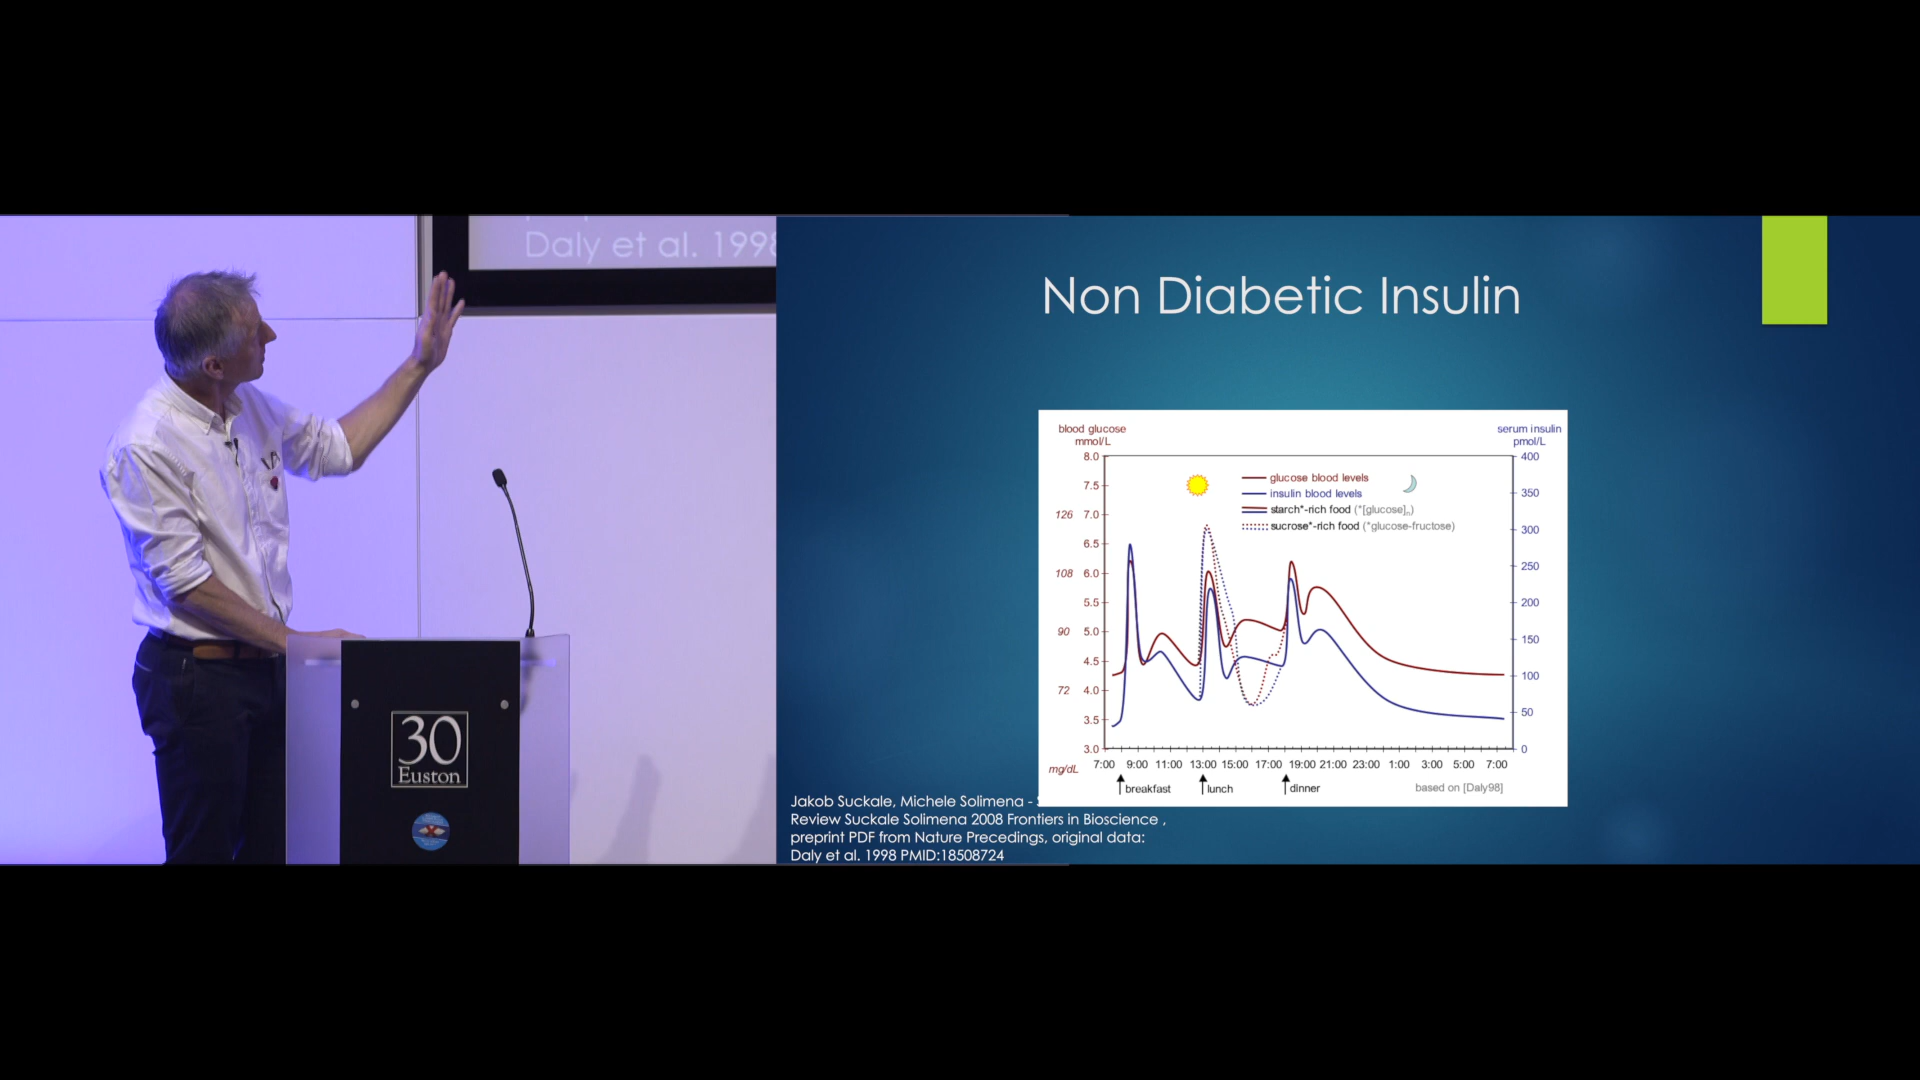 Daly et al. 1998
30
Euston
Non Diabetic Insulin
blood glucose
mmol/L
serum insulin
pmol/L
8.0
7.5
126 7.0
6.5
108 6.0
5.5
90 5.0
4.5
72 4.0
3.5
3.0
mg/dL
400
350
300
250
200
150
100
50
0
glucose blood levels
insulin blood levels
starch*-rich food (*[glucose]n)
sucrose*-rich food (*glucose-fructose)
7:00 9:00 11:00 13:00 15:00 17:00 19:00 21:00 23:00 1:00 3:00 5:00 7:00
breakfast lunch dinner
based on [Daly98]
Jakob Suckale, Michele Solimena -
Review Suckale Solimena 2008 Frontiers in Bioscience ,
preprint PDF from Nature Precedings, original data:
Daly et al. 1998 PMID:18508724